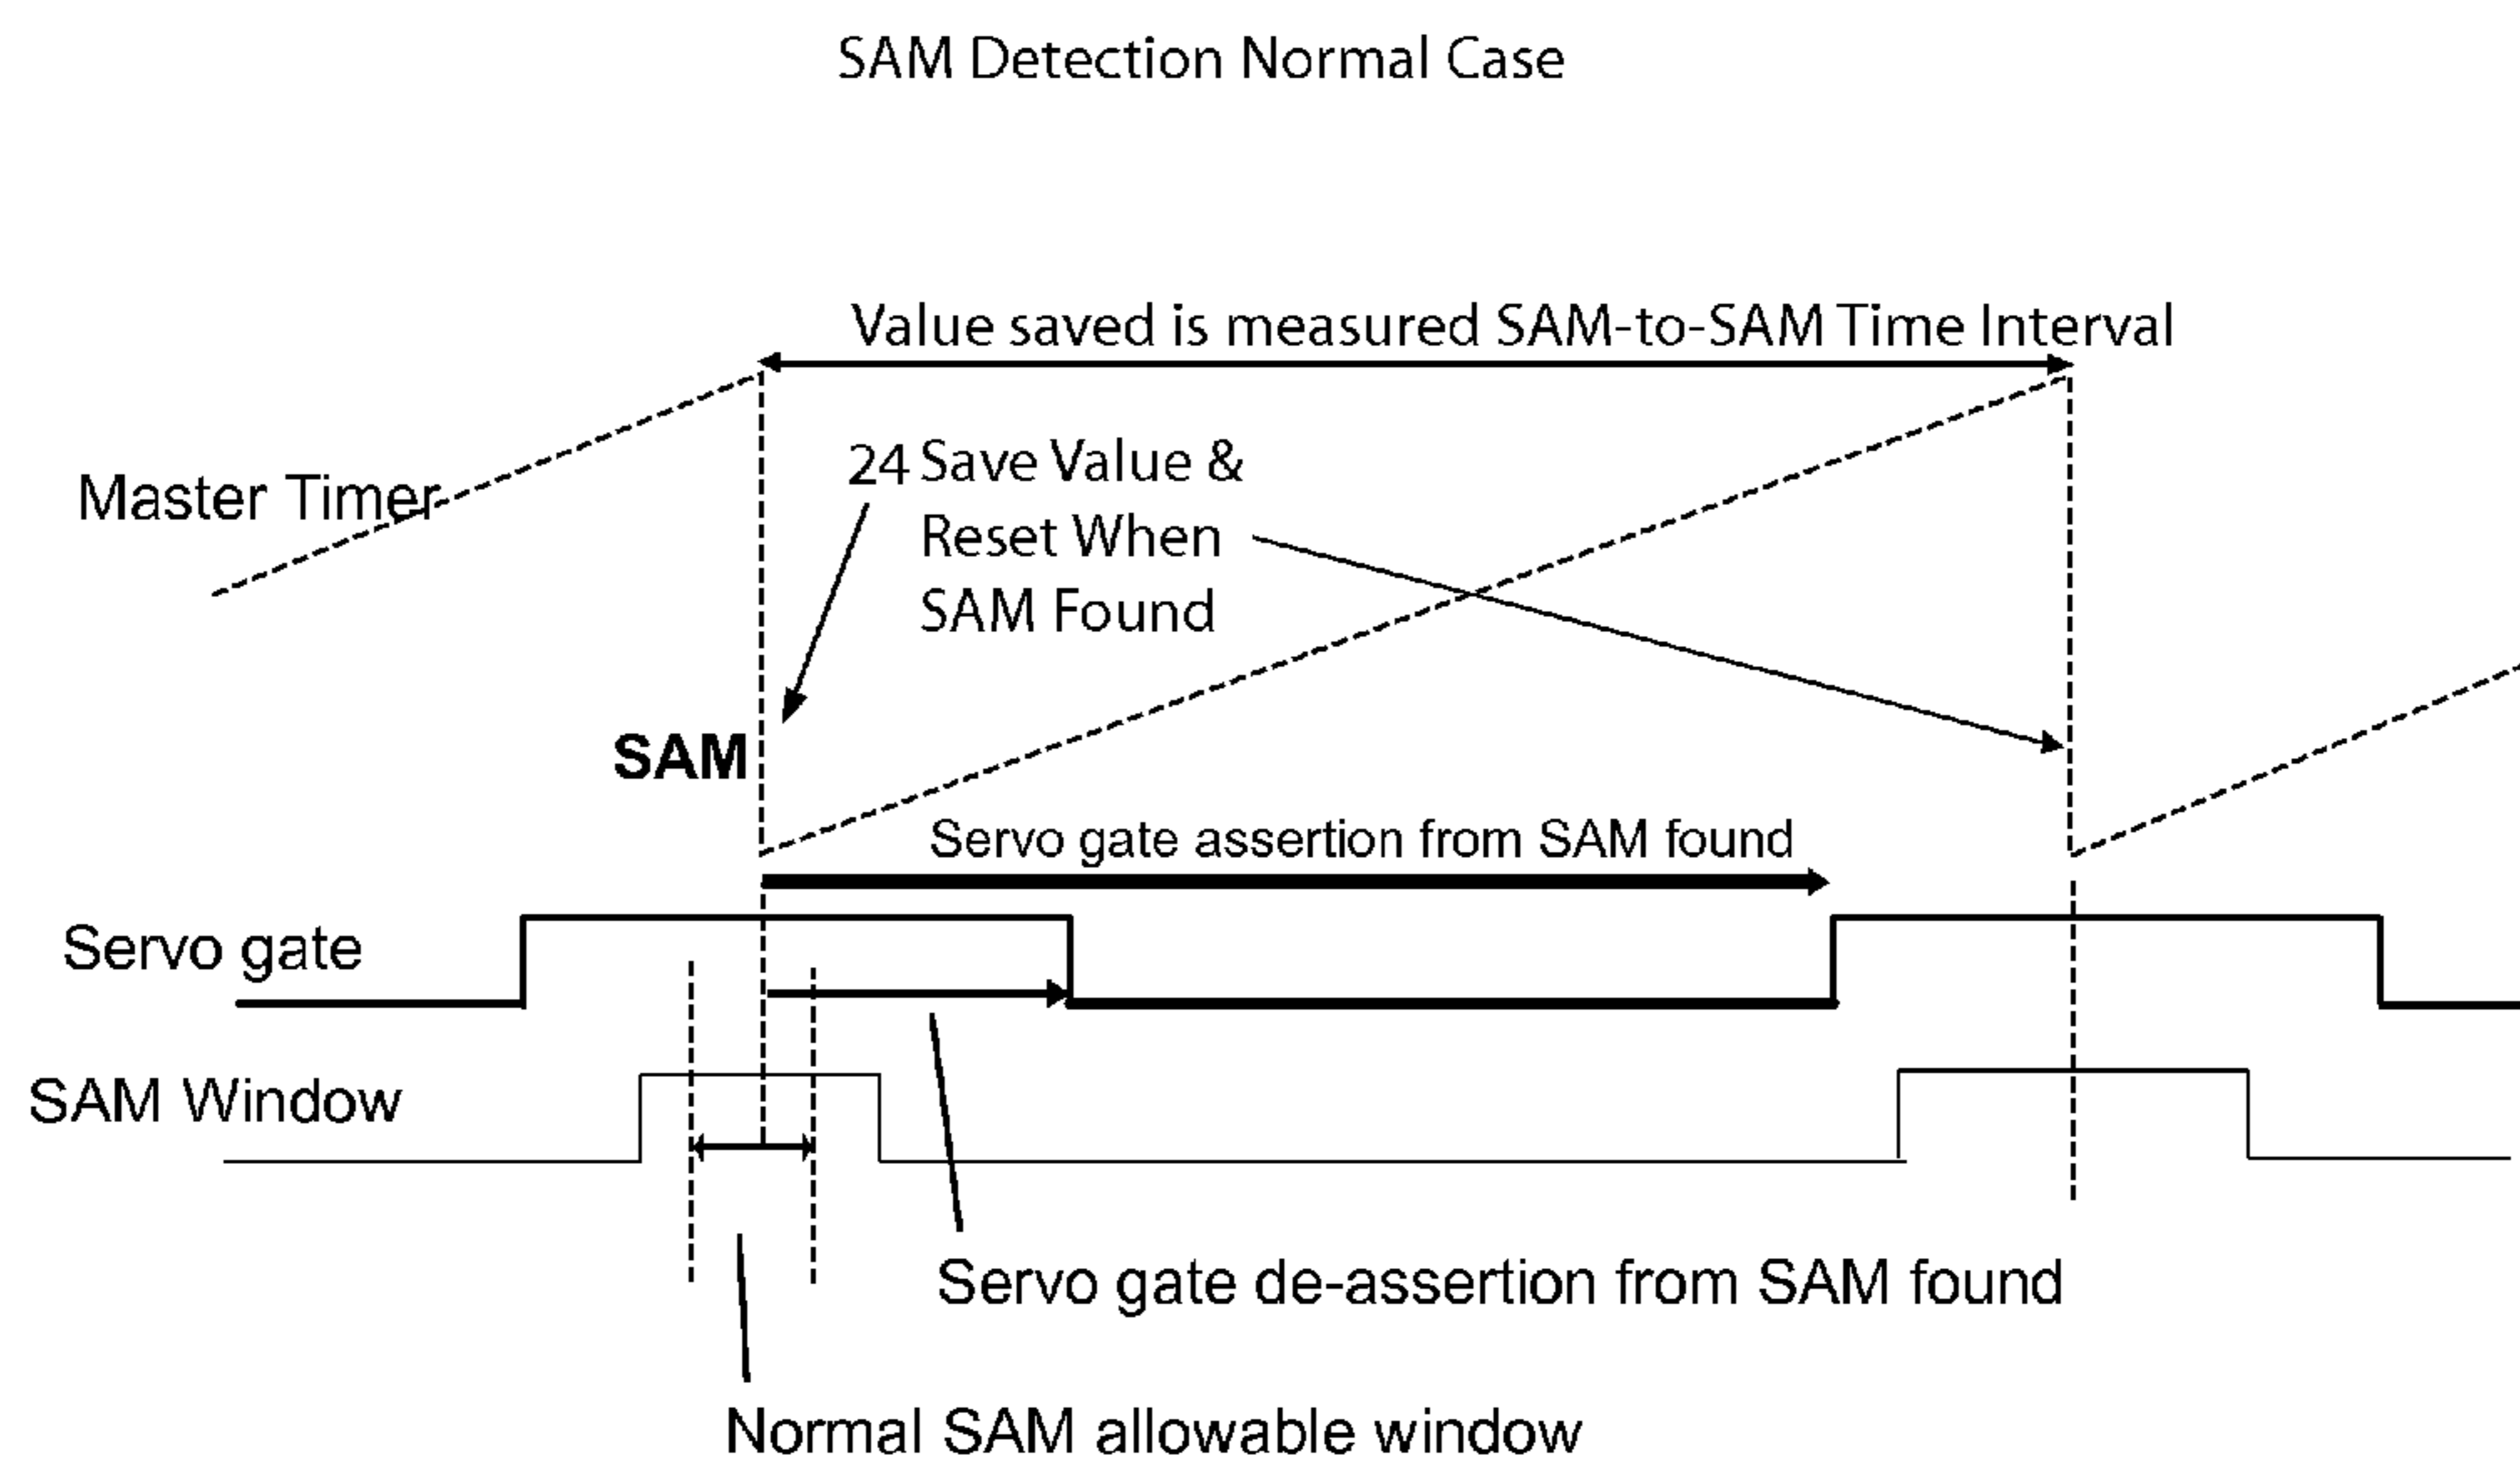 SAM Detection Normal Case
Value saved is measured SAM-to-SAM Time Interval
Master Timer
24 Save Value &
Reset When
SAM Found
SAM
Servo gate assertion from SAM found
Servo gate
SAM Window
Servo gate de-assertion from SAM found
Normal SAM allowable window